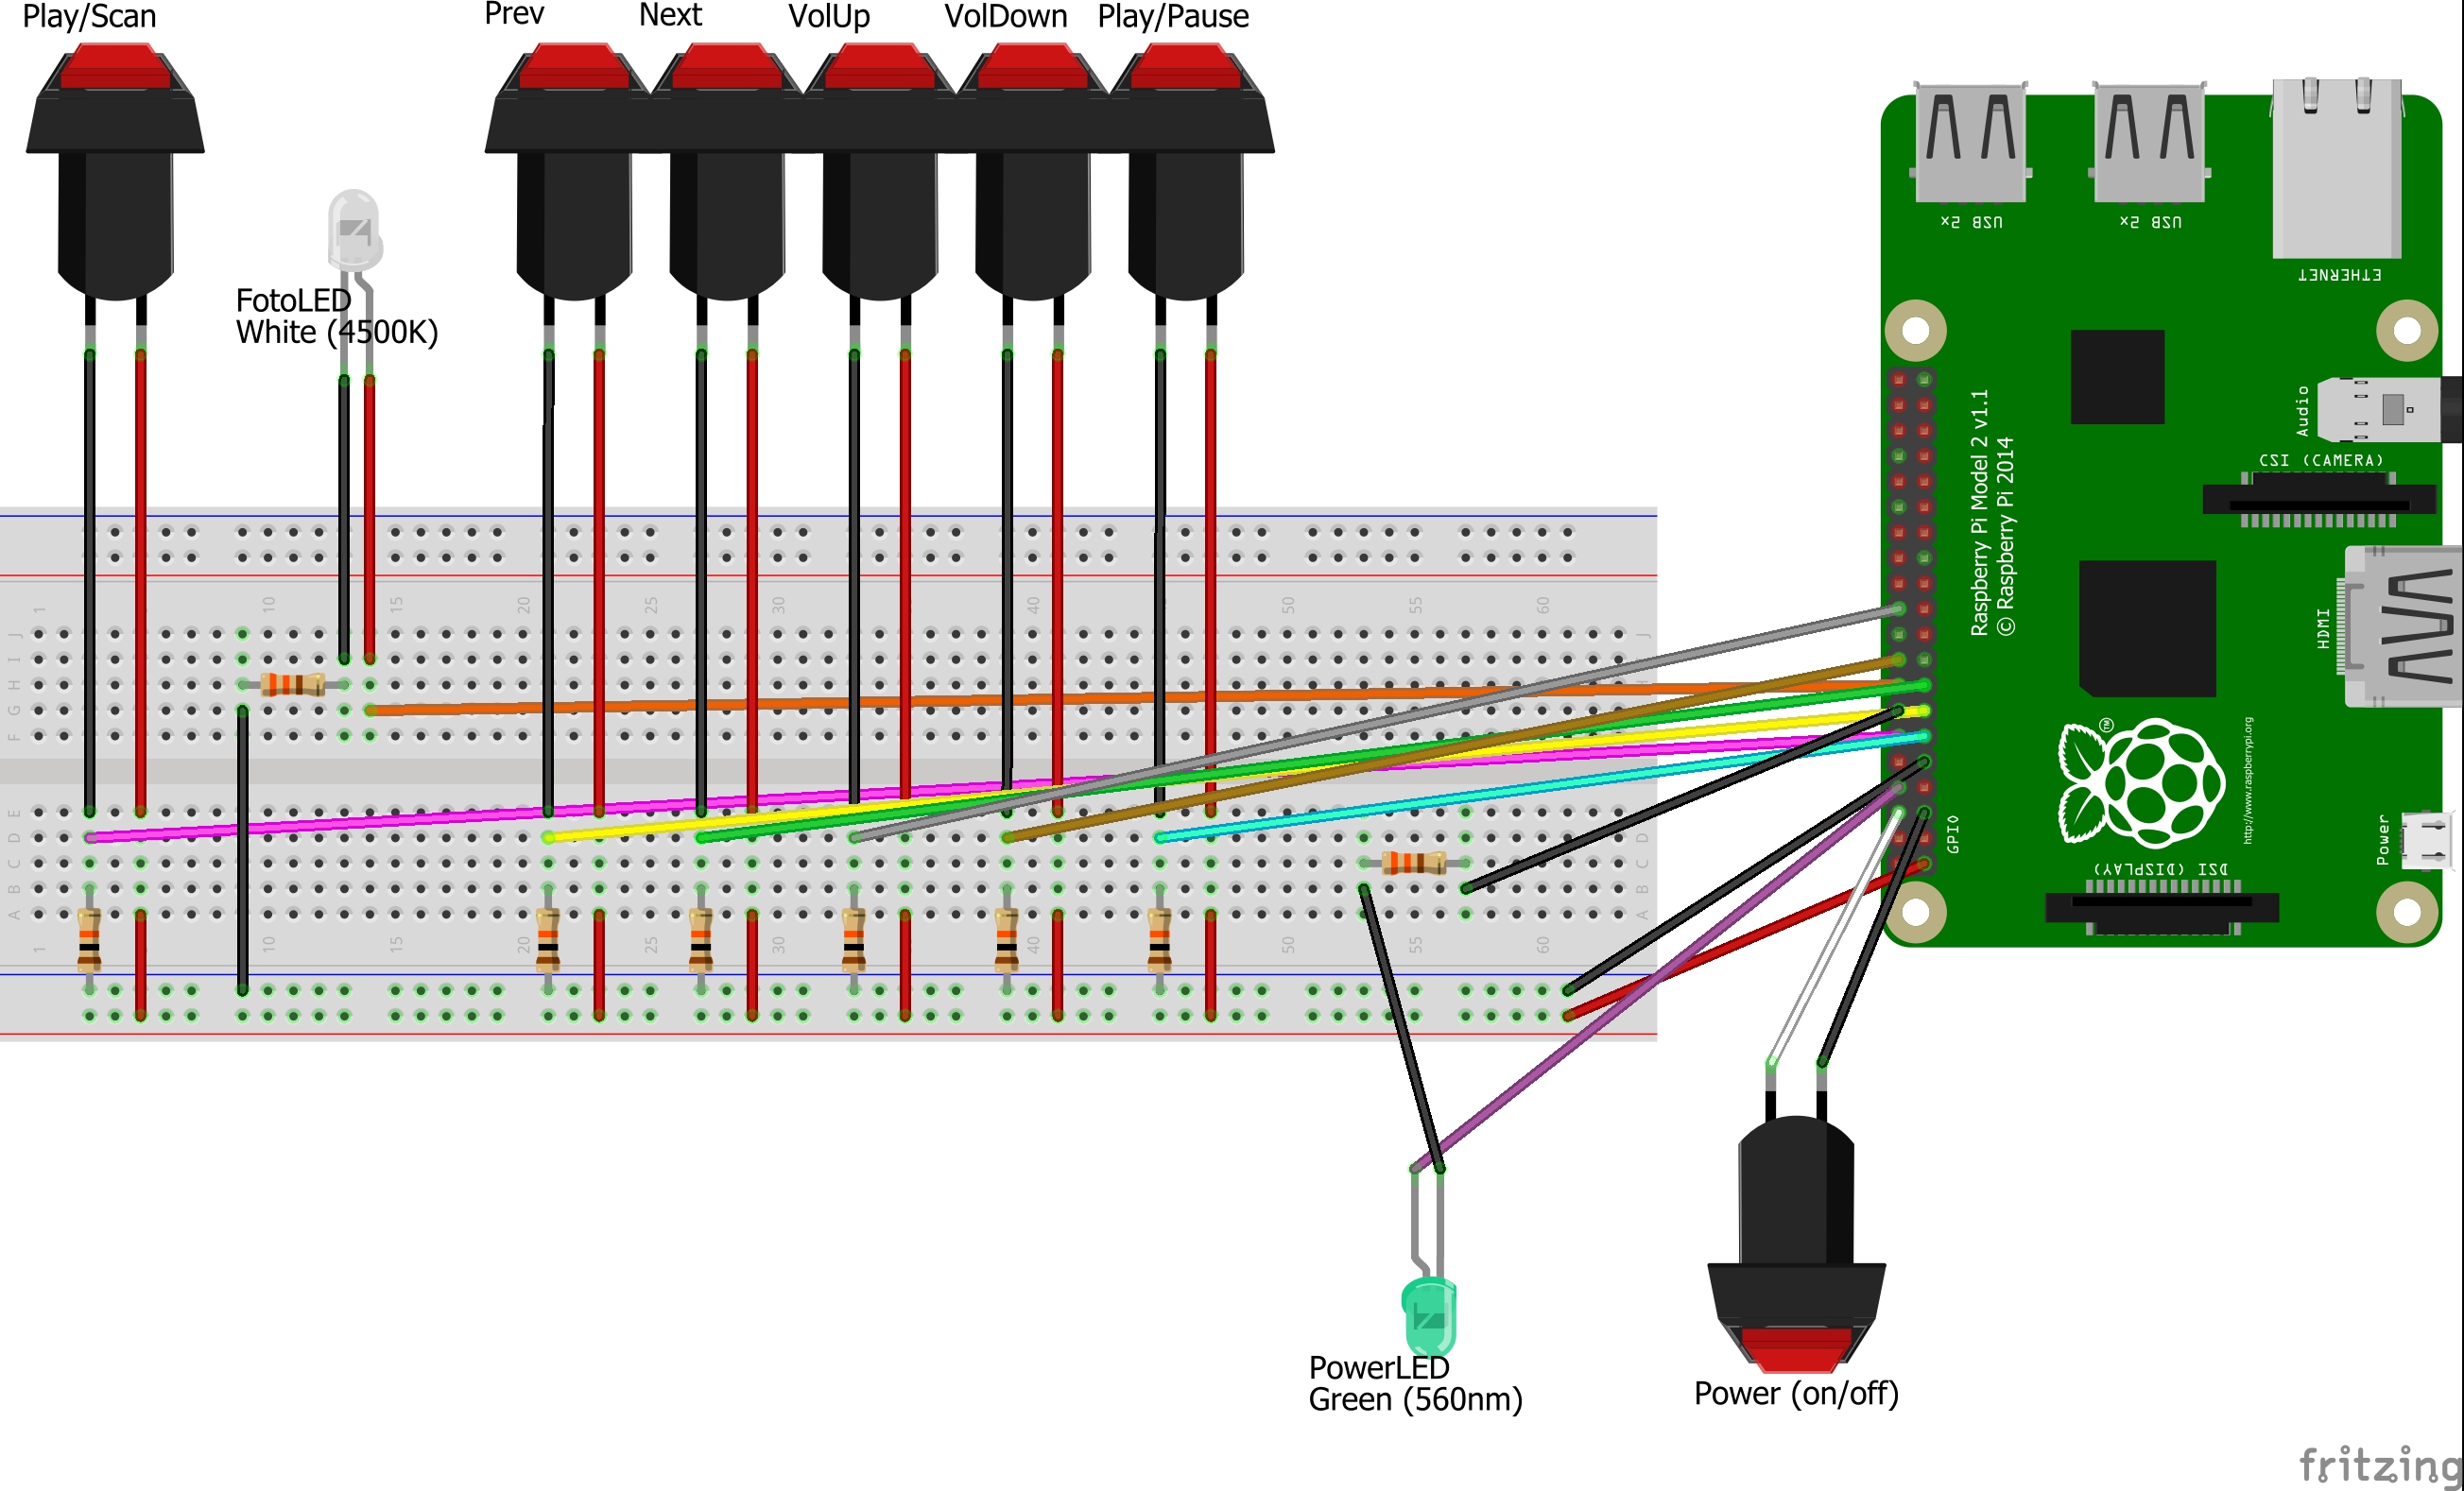 Play/Scan
Prev
Next
VolUp
VolDown
Play/Pause
FotoLED
White (4500K)
USB 2x
USB 2x
ETHERNET
Raspberry Pi Model 2 v1.1
© Raspberry Pi 2014
Audio
CSI (CAMERA)
HDMI
TM
http://www.raspberrypi.org
GPIO
Power
DSI (DISPLAY)
1
10
15
20
25
30
40
50
55
60
J
I
H
G
F
J
H
E
D
C
B
A
D
C
B
A
1
10
15
20
25
30
40
50
55
60
PowerLED
Green (560nm)
Power (on/off)
fritzing